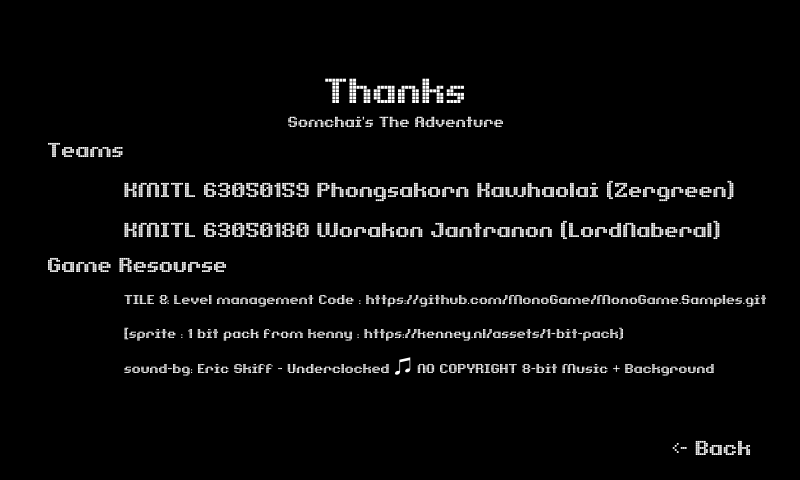 Thanks
Somchai's The Adventure
Teams
KMITL 63050159 Phongsakorn Kawhaolai (Zergreen)
KMITL 63050180 Worakon Jantranon (LordNaberal)
Game Resourse
TILE & Level management Code : https://github.com/MonoGame/MonoGame.Samples.git
(sprite : 1 bit pack from kenny : https://kenney.nl/assets/1-bit-pack)
sound-bg: Eric Skiff - Underclocked ♫ NO COPYRIGHT 8-bit Music + Background
<- Back